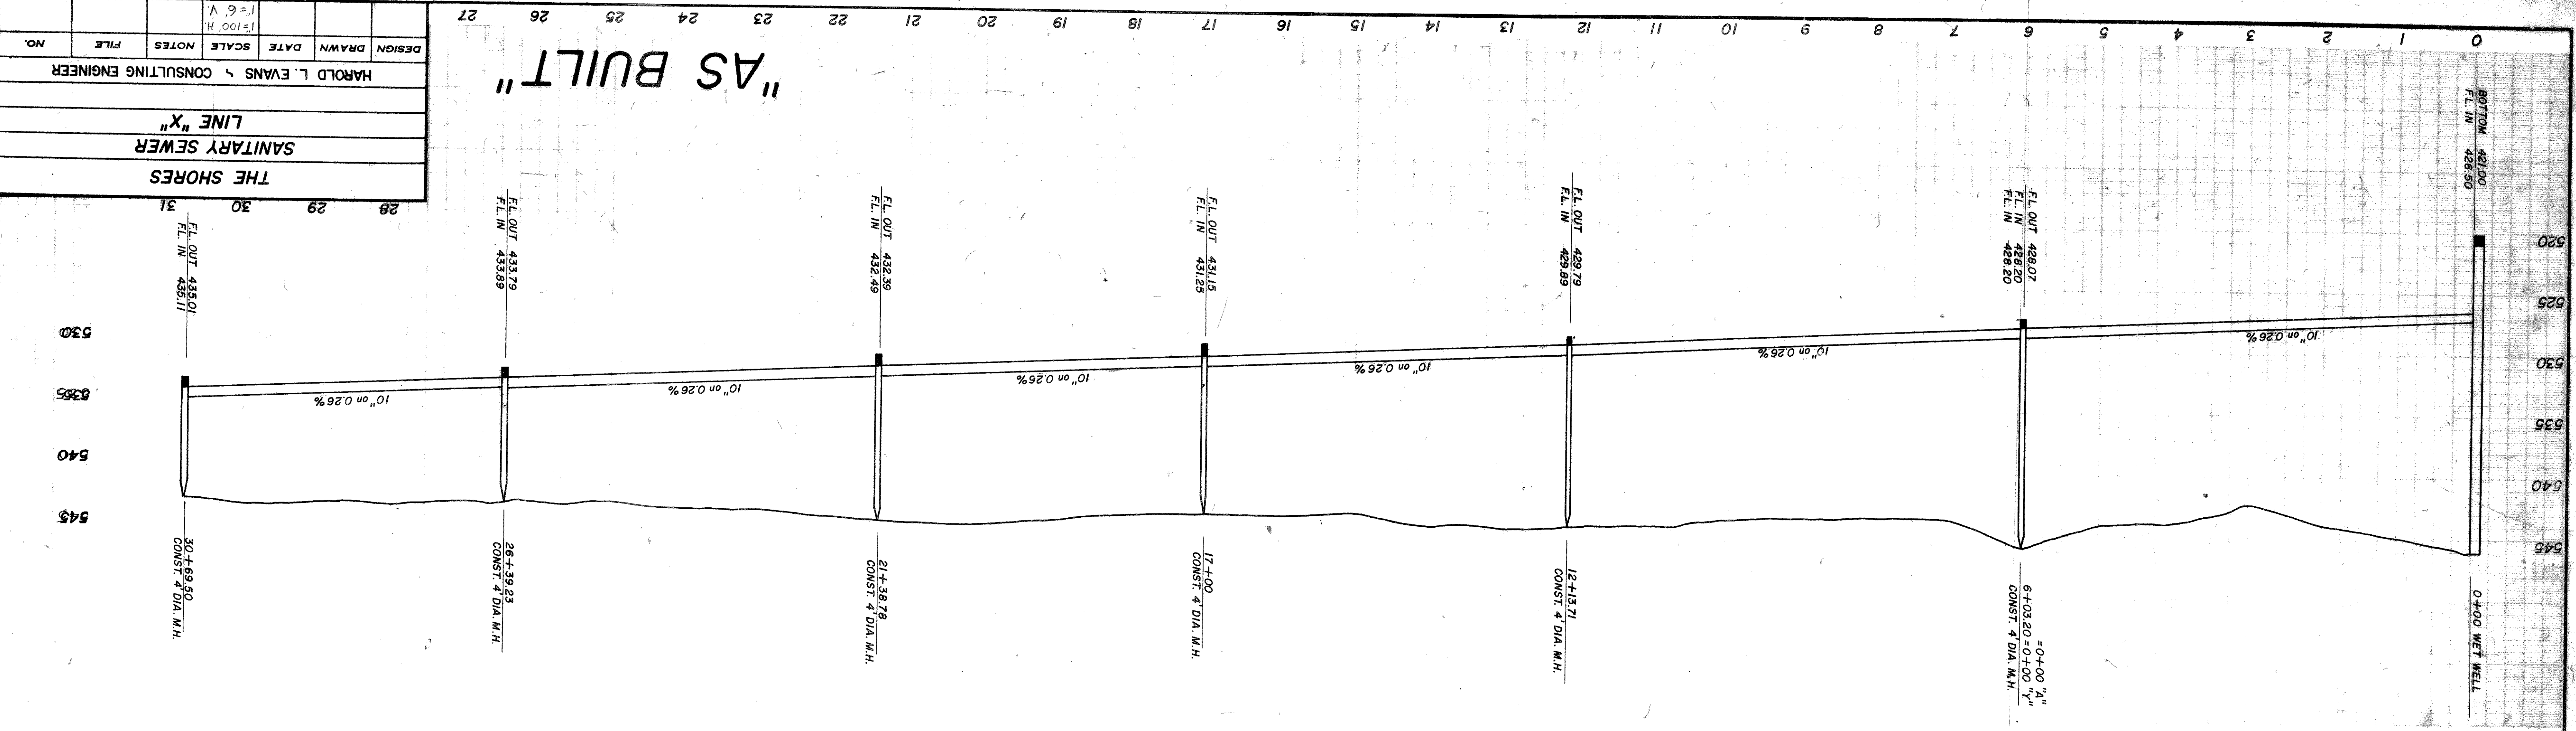 0+00 WET WELL
=0+00 "A"
6+03.20=0+00 "Y"
CONST. 4' DIA. M.H.
12+13.71
CONST. 4' DIA. M.H.
17+00
CONST. 4' DIA. M.H.
21+38.78
CONST. 4' DIA. M.H.
26+39.23
CONST. 4' DIA. M.H.
30+69.50
CONST. 4' DIA. M.H.
545
540
535
530
525
520
545
540
535
530
10" on 0.26%
10" on 0.26%
10" on 0.26%
10" on 0.26%
10" on 0.26%
10" on 0.26%
BOTTOM 421.00
F.L. IN 426.50
F.L. OUT 428.07
F.L. IN 428.20
F.L. IN 428.20
F.L. OUT 429.79
F.L. IN 429.89
F.L. OUT 431.15
F.L. IN 431.25
F.L. OUT 432.39
F.L. IN 432.49
F.L. OUT 433.79
F.L. IN 433.89
F.L. OUT 435.01
F.L. IN 435.11
28 29 30 31
"AS BUILT"
0 1 2 3 4 5 6 7 8 9 10 11 12 13 14 15 16 17 18 19 20 21 22 23 24 25 26 27
THE SHORES
SANITARY SEWER
LINE "X"
HAROLD L. EVANS CONSULTING ENGINEER
DESIGN DRAWN DATE SCALE NOTES FILE NO.
1"=100' H.
1"=6' V.